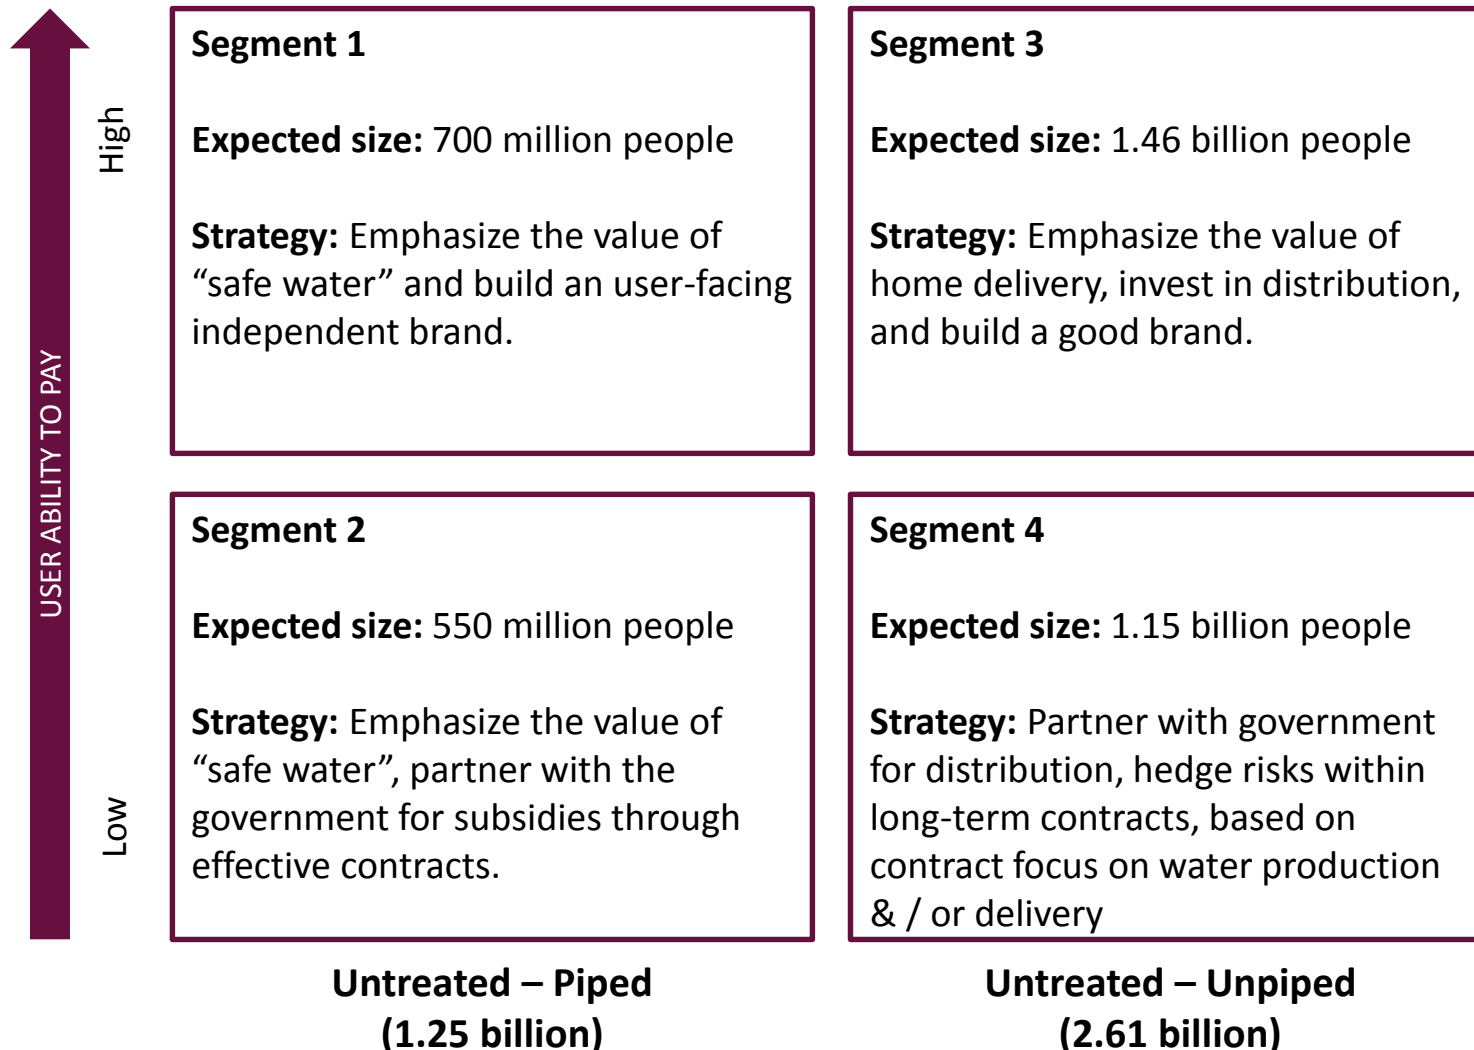 USER ABILITY TO PAY
High
Low
Segment 1
Expected size: 700 million people
Strategy: Emphasize the value of
“safe water” and build an user-facing
independent brand.
Segment 3
Expected size: 1.46 billion people
Strategy: Emphasize the value of
home delivery, invest in distribution,
and build a good brand.
Segment 2
Expected size: 550 million people
Strategy: Emphasize the value of
“safe water”, partner with the
government for subsidies through
effective contracts.
Segment 4
Expected size: 1.15 billion people
Strategy: Partner with government
for distribution, hedge risks within
long-term contracts, based on
contract focus on water production
& / or delivery
Untreated – Piped
(1.25 billion)
Untreated – Unpiped
(2.61 billion)